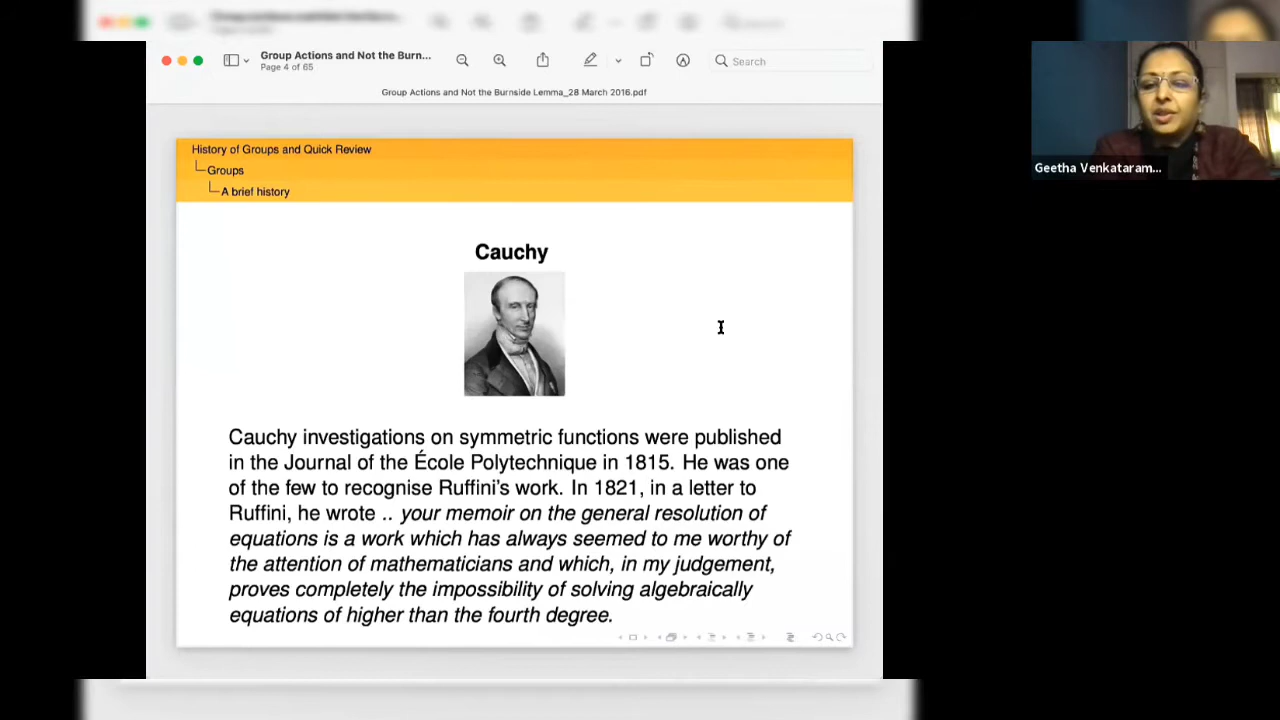 Group Actions and Not the Burn...
Page 4 of 65
Search
Group Actions and Not the Burnside Lemma_28 March 2016.pdf
History of Groups and Quick Review
Groups
A brief history
Cauchy
Cauchy investigations on symmetric functions were published
in the Journal of the École Polytechnique in 1815. He was one
of the few to recognise Ruffini's work. In 1821, in a letter to
Ruffini, he wrote .. your memoir on the general resolution of
equations is a work which has always seemed to me worthy of
the attention of mathematicians and which, in my judgement,
proves completely the impossibility of solving algebraically
equations of higher than the fourth degree.
Geetha Venkataram...